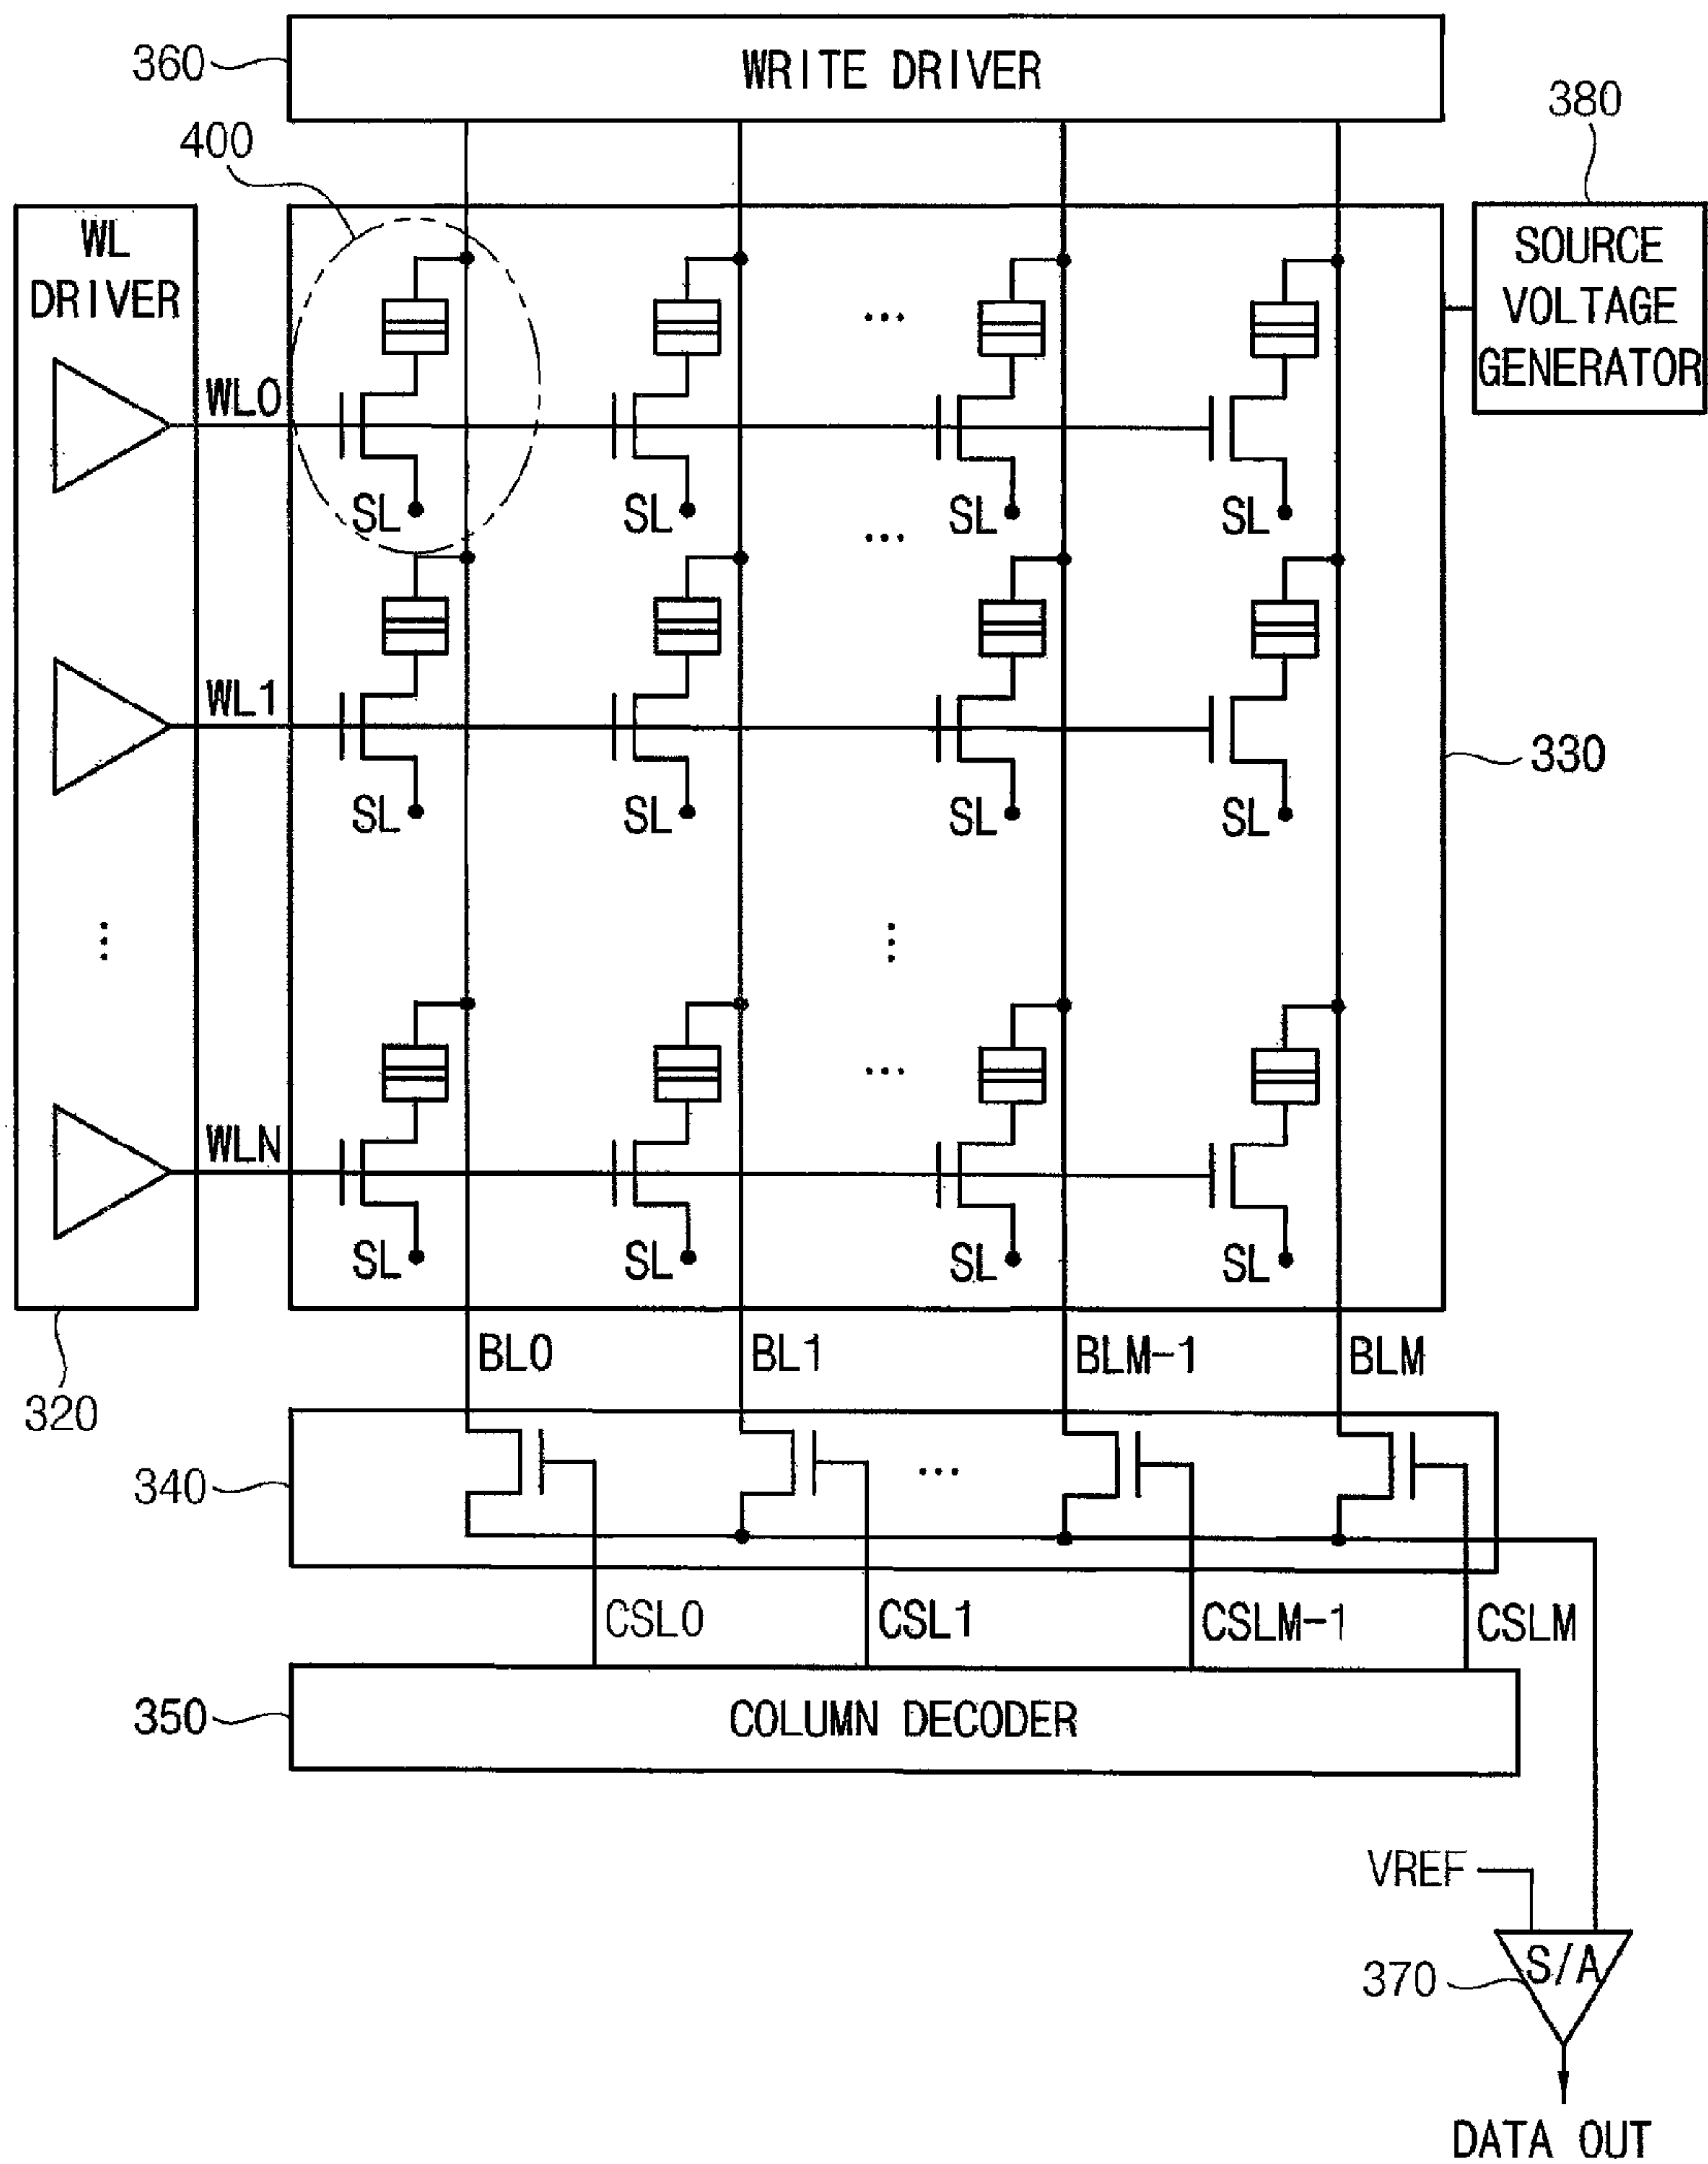 360
WRITE DRIVER
380
400
WL
DRIVER
SOURCE
VOLTAGE
GENERATOR
...
WL0
SL
SL
SL
SL
...
WL1
330
SL
SL
SL
SL
...
...
...
WLN
SL
SL
SL
SL
BL0
BL1
BLM-1
BLM
320
340
...
CSL0
CSL1
CSLM-1
CSLM
350
COLUMN DECODER
VREF
S/A
370
DATA OUT